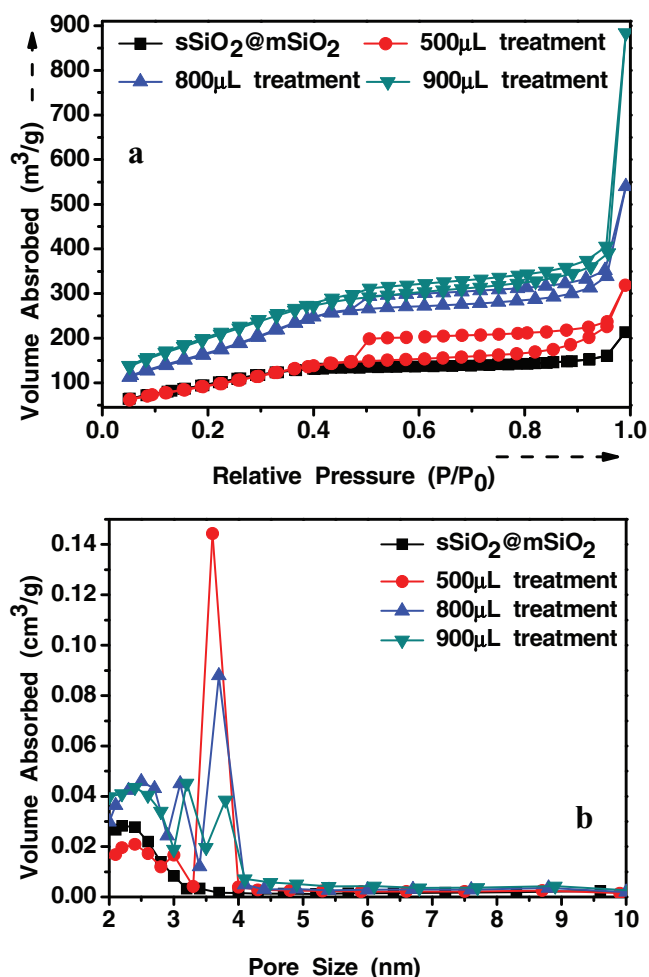 sSiO2@mSiO2 500μL treatment
800μL treatment 900μL treatment
a
900
800
700
600
500
400
300
200
100
Volume Absrobed (m3/g)
0.0 0.2 0.4 0.6 0.8 1.0
Relative Pressure (P/P0)
sSiO2@mSiO2
500μL treatment
800μL treatment
900μL treatment
b
0.14
0.12
0.10
0.08
0.06
0.04
0.02
0.00
Volume Absorbed (cm3/g)
2 3 4 5 6 7 8 9 10
Pore Size (nm)